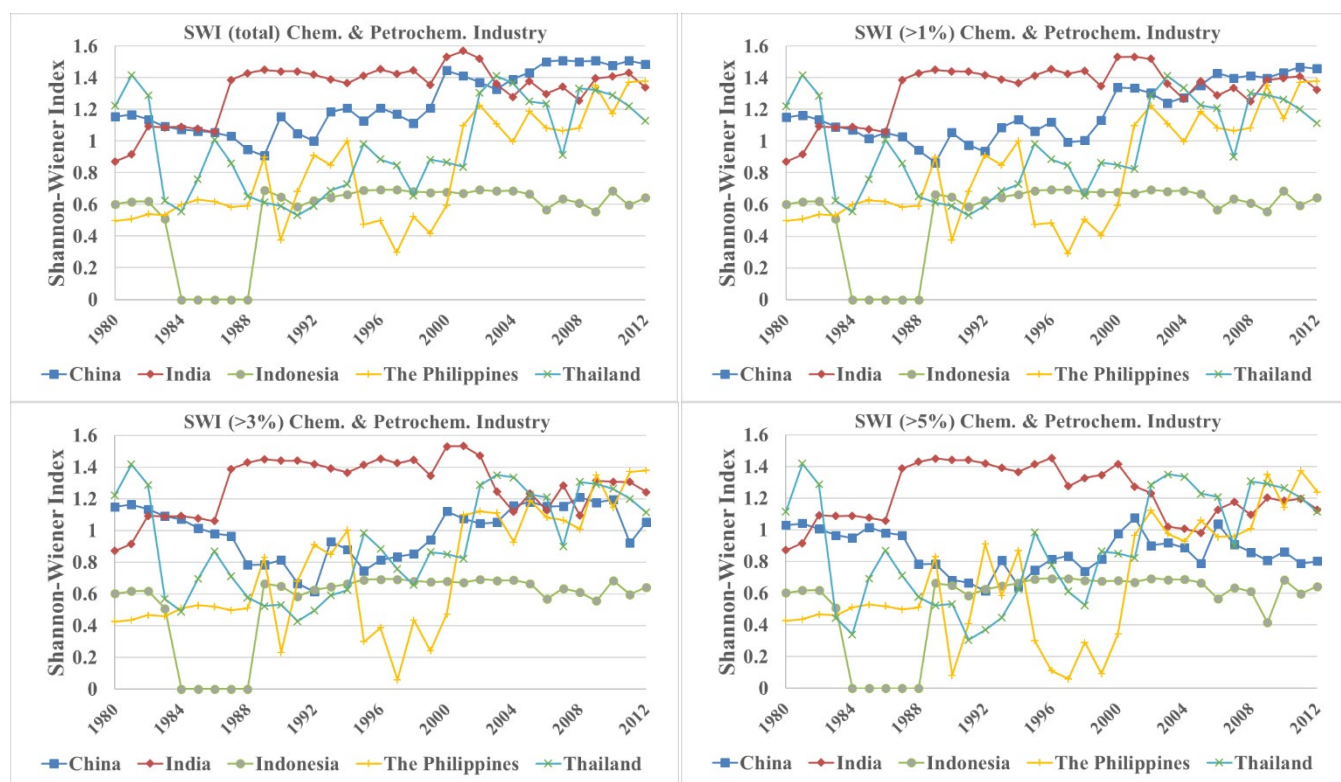 SWI (total) Chem. & Petrochem. Industry
Shannon-Wiener Index
1.6
1.4
1.2
1
0.8
0.6
0.4
0.2
0
1980 1984 1988 1992 1996 2000 2004 2008 2012
China India Indonesia The Philippines Thailand
SWI (>1%) Chem. & Petrochem. Industry
Shannon-Wiener Index
1.6
1.4
1.2
1
0.8
0.6
0.4
0.2
0
1980 1984 1988 1992 1996 2000 2004 2008 2012
China India Indonesia The Philippines Thailand
SWI (>3%) Chem. & Petrochem. Industry
Shannon-Wiener Index
1.6
1.4
1.2
1
0.8
0.6
0.4
0.2
0
1980 1984 1988 1992 1996 2000 2004 2008 2012
China India Indonesia The Philippines Thailand
SWI (>5%) Chem. & Petrochem. Industry
Shannon-Wiener Index
1.6
1.4
1.2
1
0.8
0.6
0.4
0.2
0
1980 1984 1988 1992 1996 2000 2004 2008 2012
China India Indonesia The Philippines Thailand